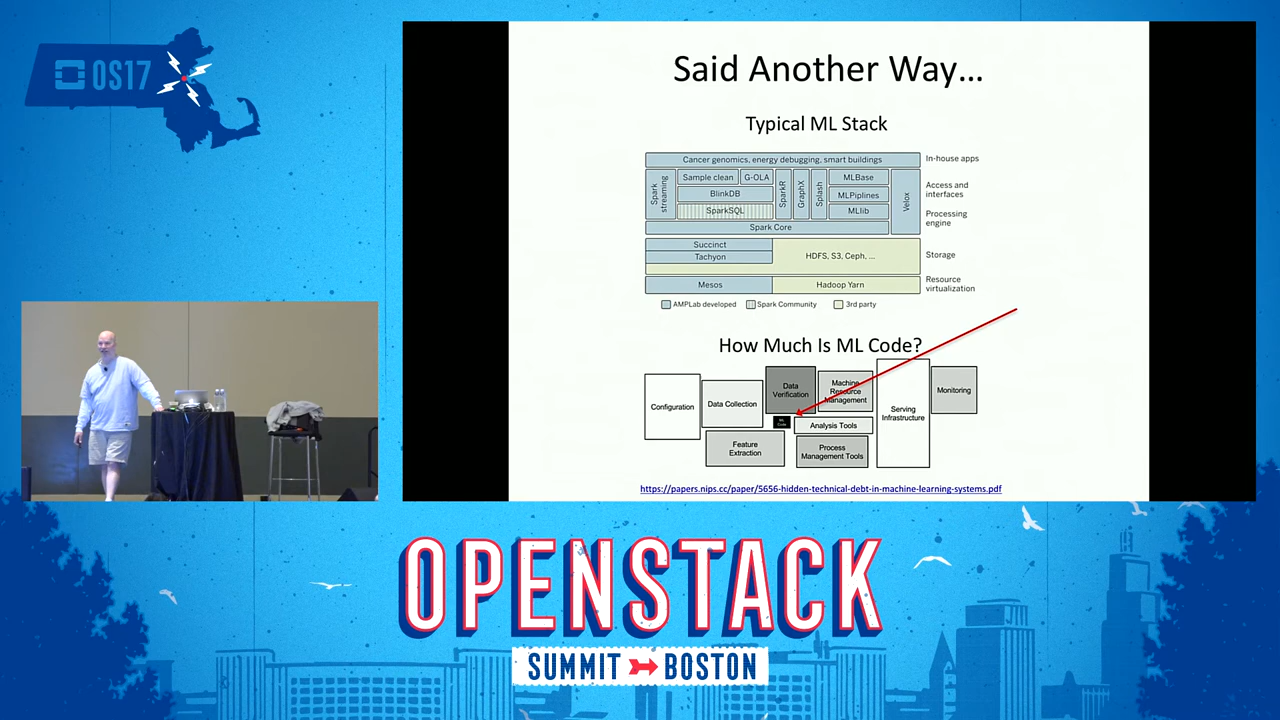 OS17
Said Another Way...
Typical ML Stack
Cancer genomics, energy debugging, smart buildings
In-house apps
Spark streaming
Sample clean
G-OLA
BlinkDB
SparkSQL
SparkR
GraphX
Splash
MLBase
MLPiplines
MLlib
Velox
Access and
interfaces
Processing
engine
Spark Core
Succinct
Tachyon
HDFS, S3, Ceph, ...
Storage
Mesos
Hadoop Yarn
Resource
virtualization
AMPLab developed
Spark Community
3rd party
How Much Is ML Code?
Configuration
Data Collection
Data
Verification
Machine
Resource
Management
ML
Code
Analysis Tools
Feature
Extraction
Process
Management Tools
Serving
Infrastructure
Monitoring
https://papers.nips.cc/paper/5656-hidden-technical-debt-in-machine-learning-systems.pdf
OPENSTACK
SUMMIT BOSTON